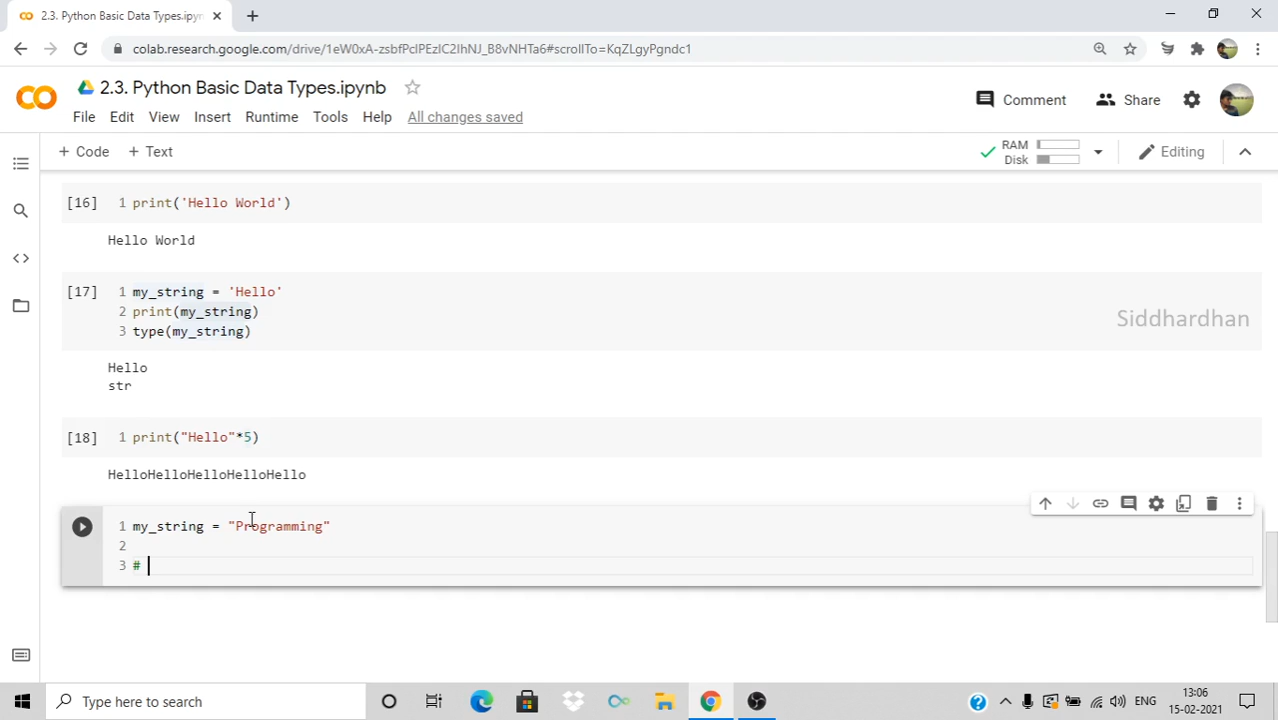 2.3. Python Basic Data Types.ipyn
colab.research.google.com/drive/1eW0xA-zsbfPclPEzIC2IhNJ_B8vNHTa6#scrollTo=KqZLgyPgndc1
2.3. Python Basic Data Types.ipynb
Comment
Share
File Edit View Insert Runtime Tools Help All changes saved
+ Code + Text
RAM
Disk
Editing
[16] 1 print('Hello World')
Hello World
[17] 1 my_string = 'Hello'
2 print(my_string)
3 type(my_string)
Siddhardhan
Hello
str
[18] 1 print("Hello"*5)
HelloHelloHelloHelloHello
1 my_string = "Programming"
2
3 #
Type here to search
ENG
13:06
15-02-2021